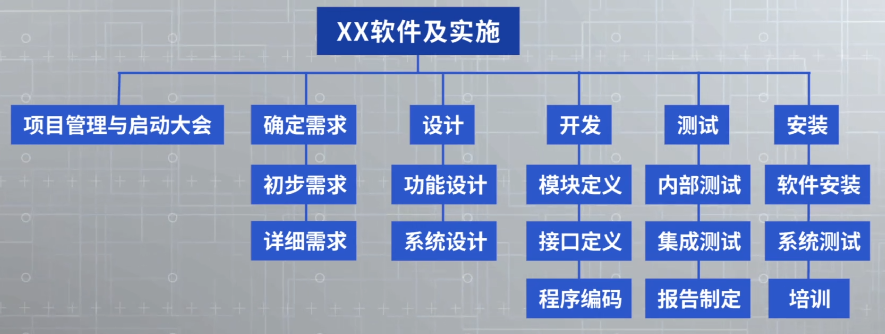 XX软件及实施
项目管理与启动大会
确定需求
设计
开发
测试
安装
初步需求
功能设计
模块定义
内部测试
软件安装
详细需求
系统设计
接口定义
集成测试
系统测试
程序编码
报告制定
培训